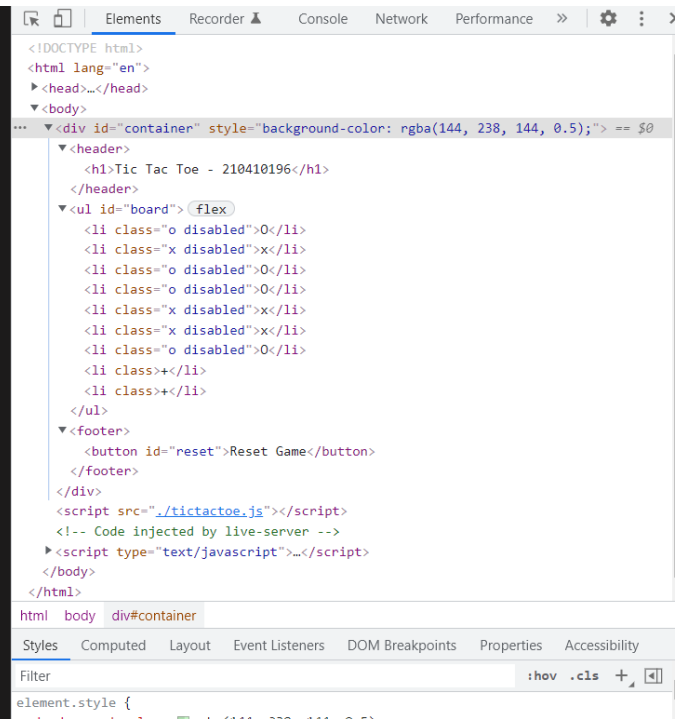 Elements Recorder Console Network Performance »
<!DOCTYPE html>
<html lang="en">
▶<head>…</head>
▼<body>
••• ▼<div id="container" style="background-color: rgba(144, 238, 144, 0.5);"> == $0
▼<header>
<h1>Tic Tac Toe - 210410196</h1>
</header>
▼<ul id="board"> flex
<li class="o disabled">O</li>
<li class="x disabled">x</li>
<li class="o disabled">O</li>
<li class="o disabled">O</li>
<li class="x disabled">x</li>
<li class="x disabled">x</li>
<li class="o disabled">O</li>
<li class>+</li>
<li class>+</li>
</ul>
▼<footer>
<button id="reset">Reset Game</button>
</footer>
</div>
<script src="./tictactoe.js"></script>
<!-- Code injected by live-server -->
▶<script type="text/javascript">…</script>
</body>
</html>
html body div#container
Styles Computed Layout Event Listeners DOM Breakpoints Properties Accessibility
Filter :hov .cls +
element.style {